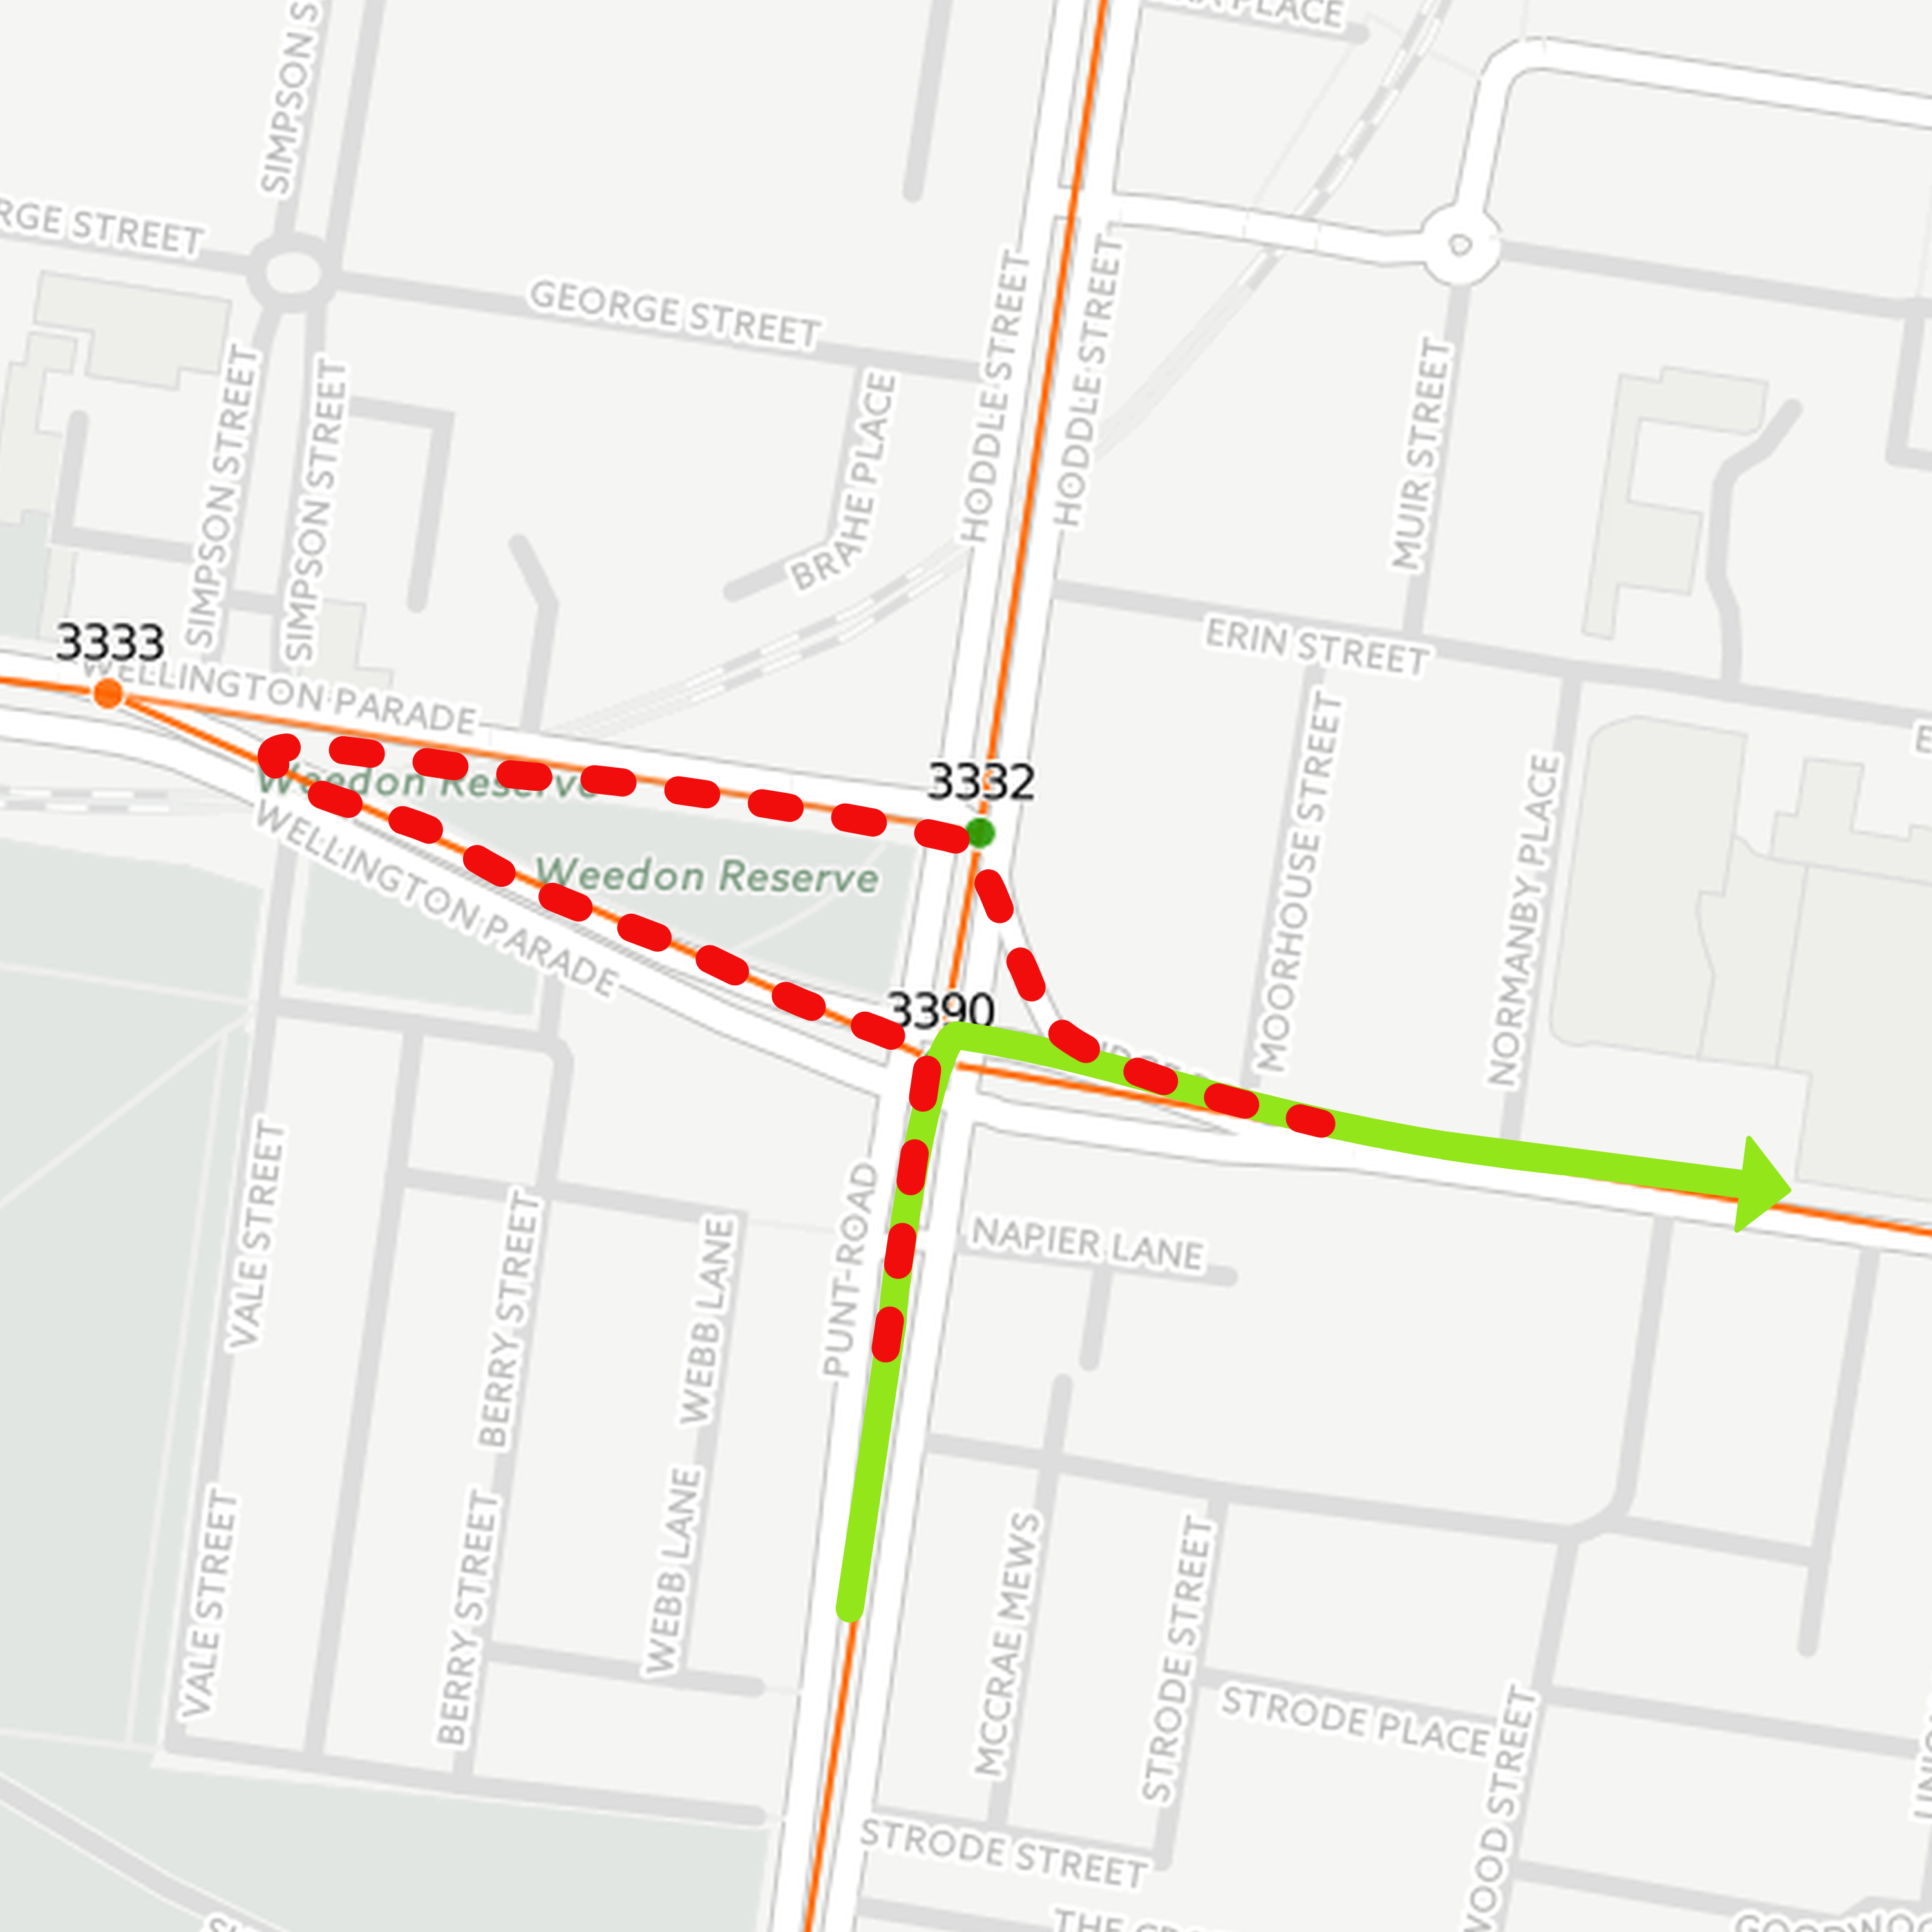 SIMPSON S
PLACE
RGE STREET
GEORGE STREET
HODDLE STREET
HODDLE STREET
SIMPSON STREET
SIMPSON STREET
BRAHE PLACE
MUIR STREET
ERIN STREET
3333
WELLINGTON PARADE
3332
Weedon Reserve
WELLINGTON PARADE
Weedon Reserve
MOORHOUSE STREET
NORMANBY PLACE
3390
VALE STREET
PUNT ROAD
NAPIER LANE
BERRY STREET
WEBB LANE
VALE STREET
BERRY STREET
WEBB LANE
MCCRAE MEWS
STRODE STREET
STRODE PLACE
WOOD STREET
STRODE STREET